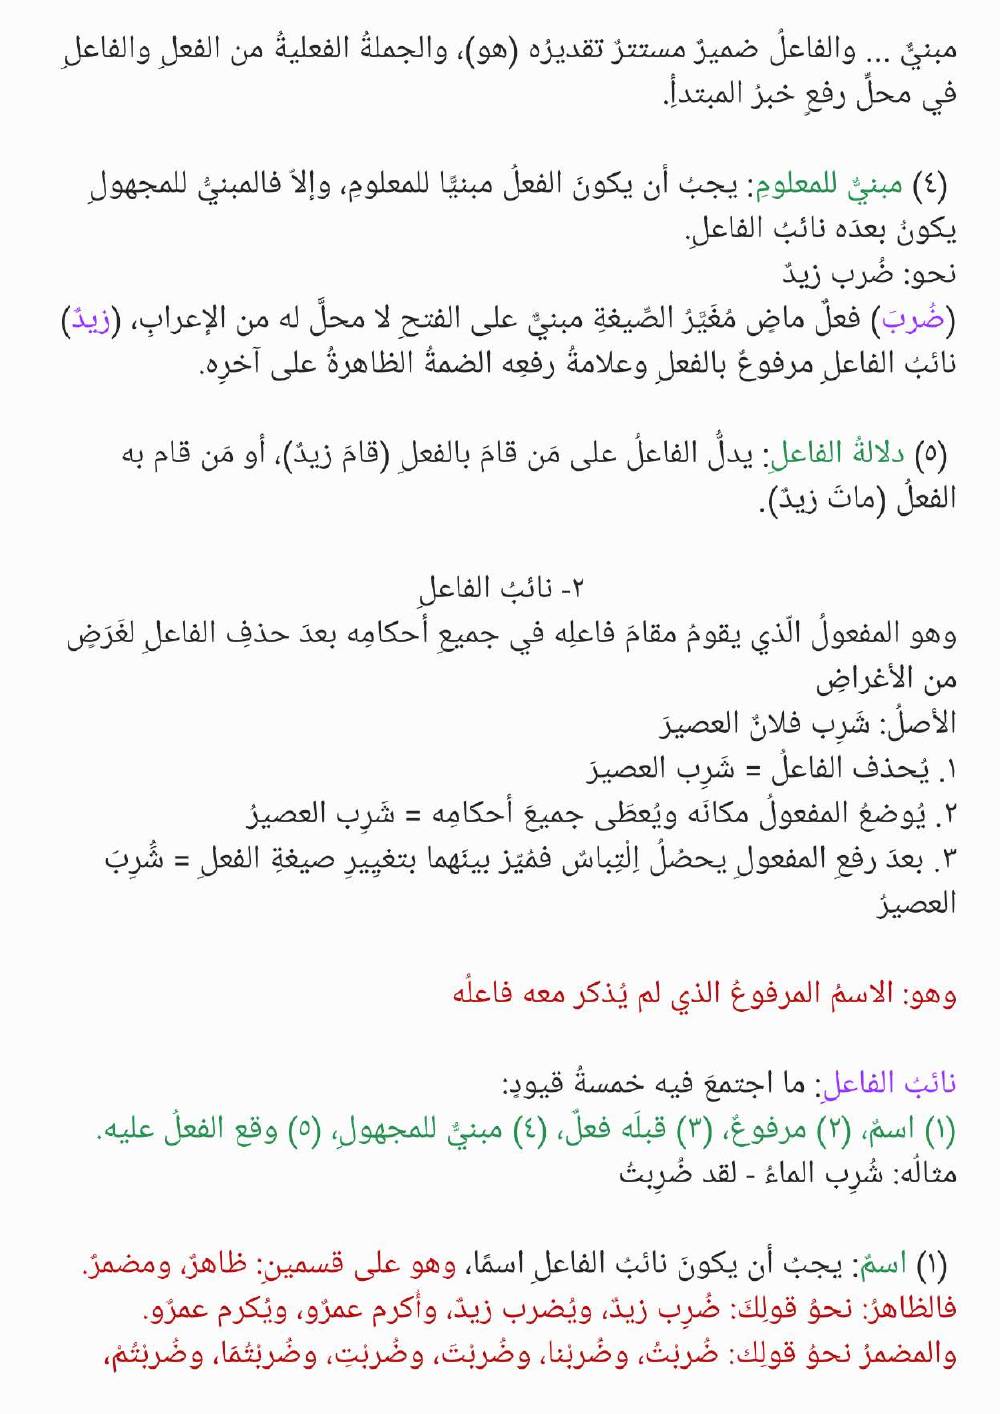 مبنيٌّ ... والفاعلُ ضميرٌ مستترٌ تقديرُه (هو)، والجملةُ الفعليةُ من الفعلِ والفاعلِ
في محلِّ رفعٍ خبرُ المبتدأِ.
(٤) مبنيٌّ للمعلومِ: يجبُ أن يكونَ الفعلُ مبنيًّا للمعلومِ، وإلاّ فالمبنيُّ للمجهولِ
يكونُ بعدَه نائبُ الفاعلِ.
نحو: ضُرب زيدٌ
(ضُربَ) فعلٌ ماضٍ مُغَيَّرُ الصِّيغةِ مبنيٌّ على الفتحِ لا محلَّ له من الإعرابِ، (زيدٌ)
نائبُ الفاعلِ مرفوعٌ بالفعلِ وعلامةُ رفعِه الضمةُ الظاهرةُ على آخرِه.
(٥) دلالةُ الفاعلِ: يدلُّ الفاعلُ على مَن قامَ بالفعلِ (قامَ زيدٌ)، أو مَن قام به
الفعلُ (ماتَ زيدٌ).
٢- نائبُ الفاعلِ
وهو المفعولُ الّذي يقومُ مقامَ فاعلِه في جميعِ أحكامِه بعدَ حذفِ الفاعلِ لغَرَضٍ
من الأغراضِ
الأصلُ: شَرِب فلانٌ العصيرَ
١. يُحذف الفاعلُ = شَرِب العصيرَ
٢. يُوضعُ المفعولُ مكانَه ويُعطَى جميعَ أحكامِه = شَرِب العصيرُ
٣. بعدَ رفعِ المفعولِ يحصُلُ اِلْتِباسٌ فمُيّز بينَهما بتغييرِ صيغةِ الفعلِ = شُّرِبَ
العصيرُ
وهو: الاسمُ المرفوعُ الذي لم يُذكر معه فاعلُه
نائبُ الفاعلِ: ما اجتمعَ فيه خمسةُ قيودٍ:
(١) اسمٌ، (٢) مرفوعٌ، (٣) قبلَه فعلٌ، (٤) مبنيٌّ للمجهولِ، (٥) وقع الفعلُ عليه.
مثالُه: شُرِب الماءُ - لقد ضُرِبتُ
(١) اسمٌ: يجبُ أن يكونَ نائبُ الفاعلِ اسمًا، وهو على قسمينِ: ظاهرٌ، ومضمرٌ.
فالظاهرُ: نحوُ قولِكَ: ضُرِب زيدٌ، ويُضرب زيدٌ، وأُكرم عمرٌو، ويُكرم عمرٌو.
والمضمرُ نحوُ قولِك: ضُربْتُ، وضُربْنا، وضُربْتَ، وضُربْتِ، وضُربْتُمَا، وضُربْتُمْ،